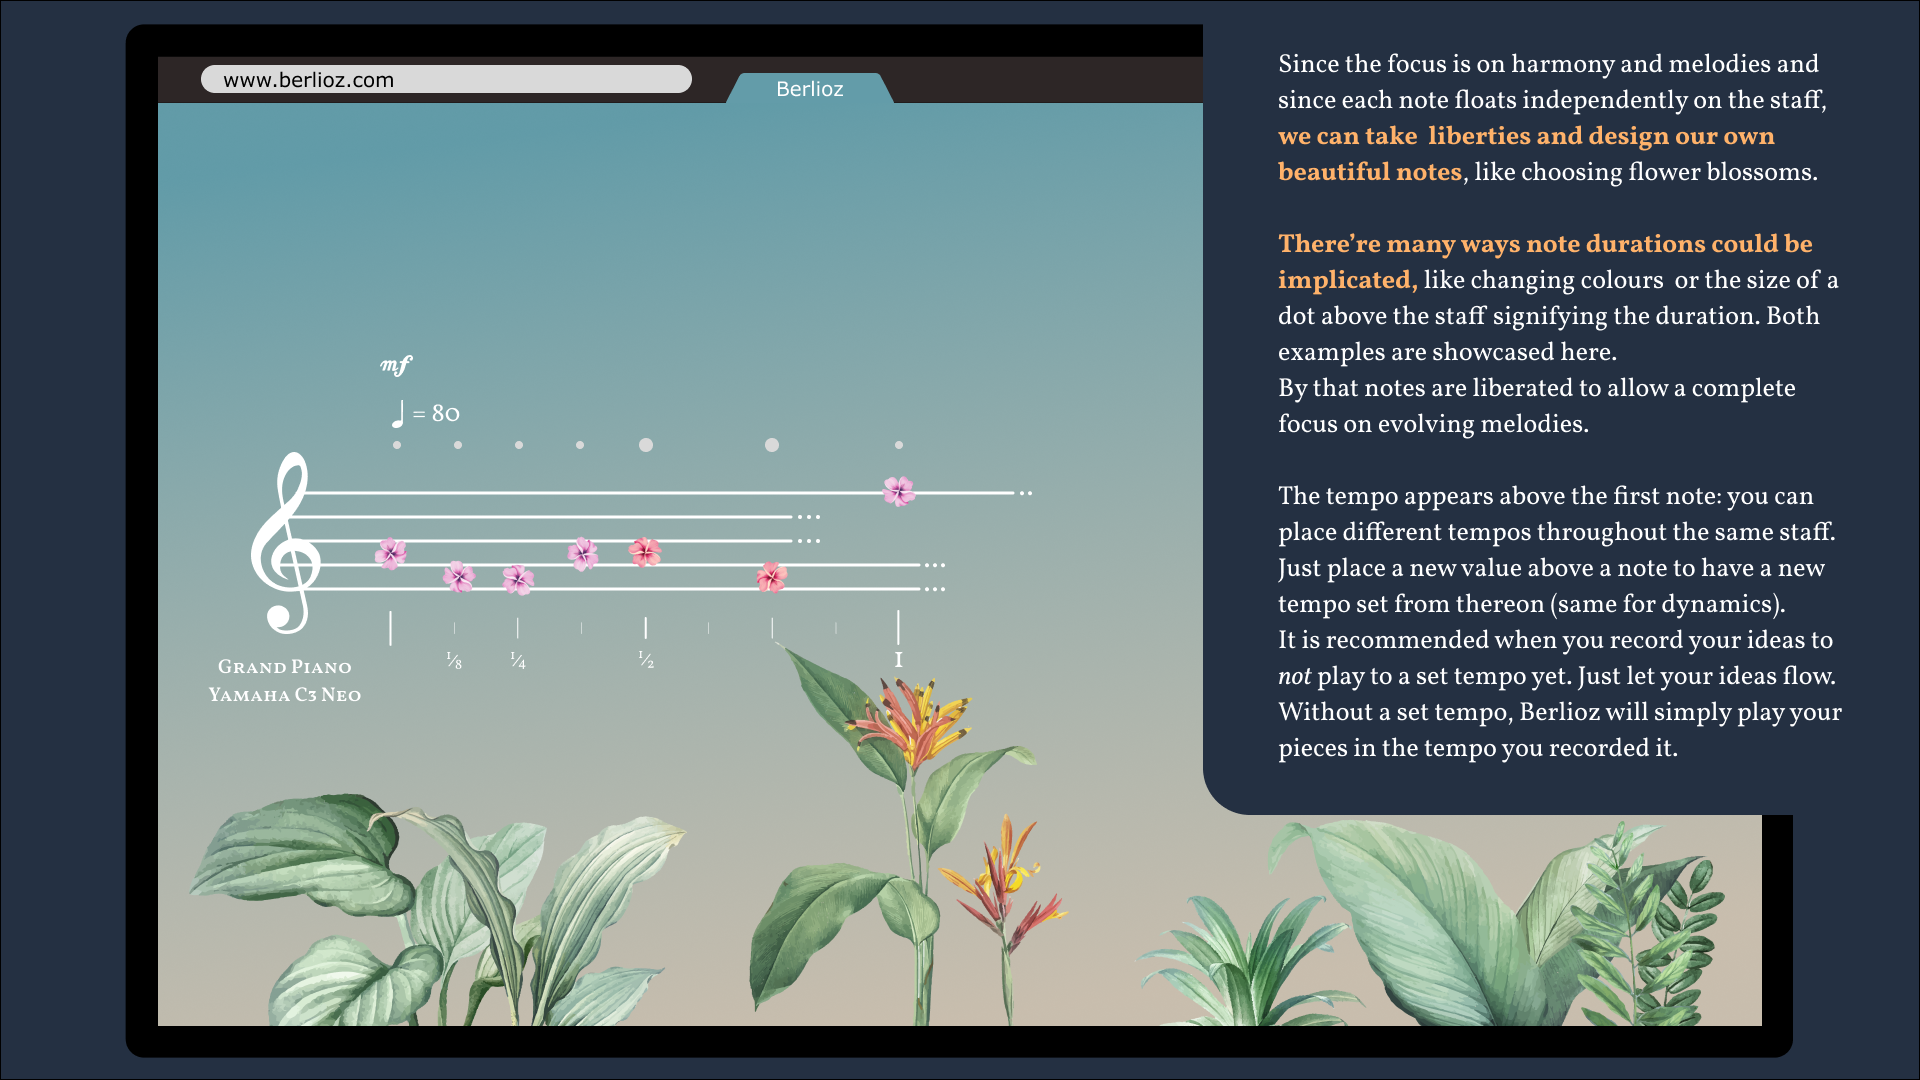 www.berlioz.com
Berlioz
mf
= 80
⅛
¼
½
1
Grand Piano
Yamaha C3 Neo
Since the focus is on harmony and melodies and
since each note floats independently on the staff,
we can take liberties and design our own
beautiful notes, like choosing flower blossoms.
There’re many ways note durations could be
implicated, like changing colours or the size of a
dot above the staff signifying the duration. Both
examples are showcased here.
By that notes are liberated to allow a complete
focus on evolving melodies.
The tempo appears above the first note: you can
place different tempos throughout the same staff.
Just place a new value above a note to have a new
tempo set from thereon (same for dynamics).
It is recommended when you record your ideas to
not play to a set tempo yet. Just let your ideas flow.
Without a set tempo, Berlioz will simply play your
pieces in the tempo you recorded it.